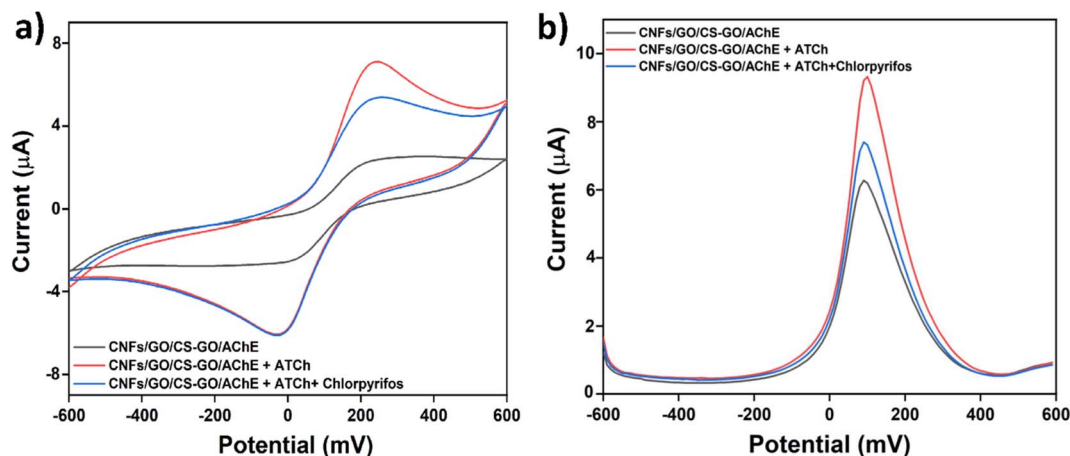 a)
8
4
0
-4
-8
Current (μA)
CNFs/GO/CS-GO/AChE
CNFs/GO/CS-GO/AChE + ATCh
CNFs/GO/CS-GO/AChE + ATCh+ Chlorpyrifos
-600 -400 -200 0 200 400 600
Potential (mV)
b)
CNFs/GO/CS-GO/AChE
CNFs/GO/CS-GO/AChE + ATCh
CNFs/GO/CS-GO/AChE + ATCh+Chlorpyrifos
10
8
6
4
2
0
Current (μA)
-600 -400 -200 0 200 400 600
Potential (mV)